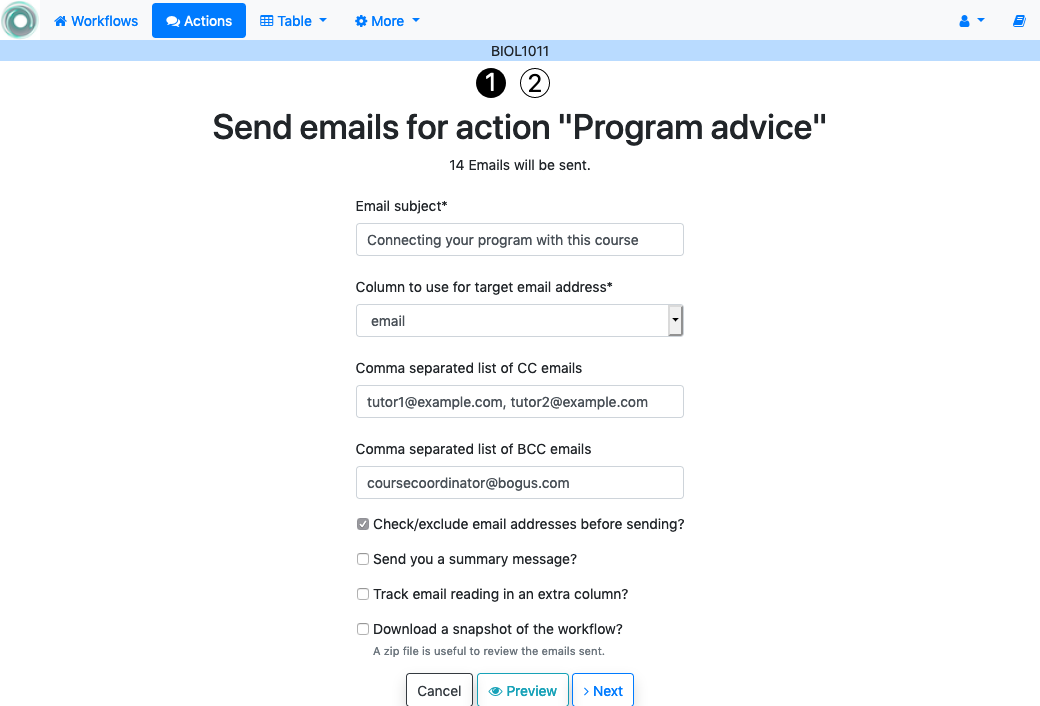 Workflows Actions Table More
BIOL1011
1 2
Send emails for action "Program advice"
14 Emails will be sent.
Email subject*
Connecting your program with this course
Column to use for target email address*
email
Comma separated list of CC emails
tutor1@example.com, tutor2@example.com
Comma separated list of BCC emails
coursecoordinator@bogus.com
Check/exclude email addresses before sending?
Send you a summary message?
Track email reading in an extra column?
Download a snapshot of the workflow?
A zip file is useful to review the emails sent.
Cancel Preview Next